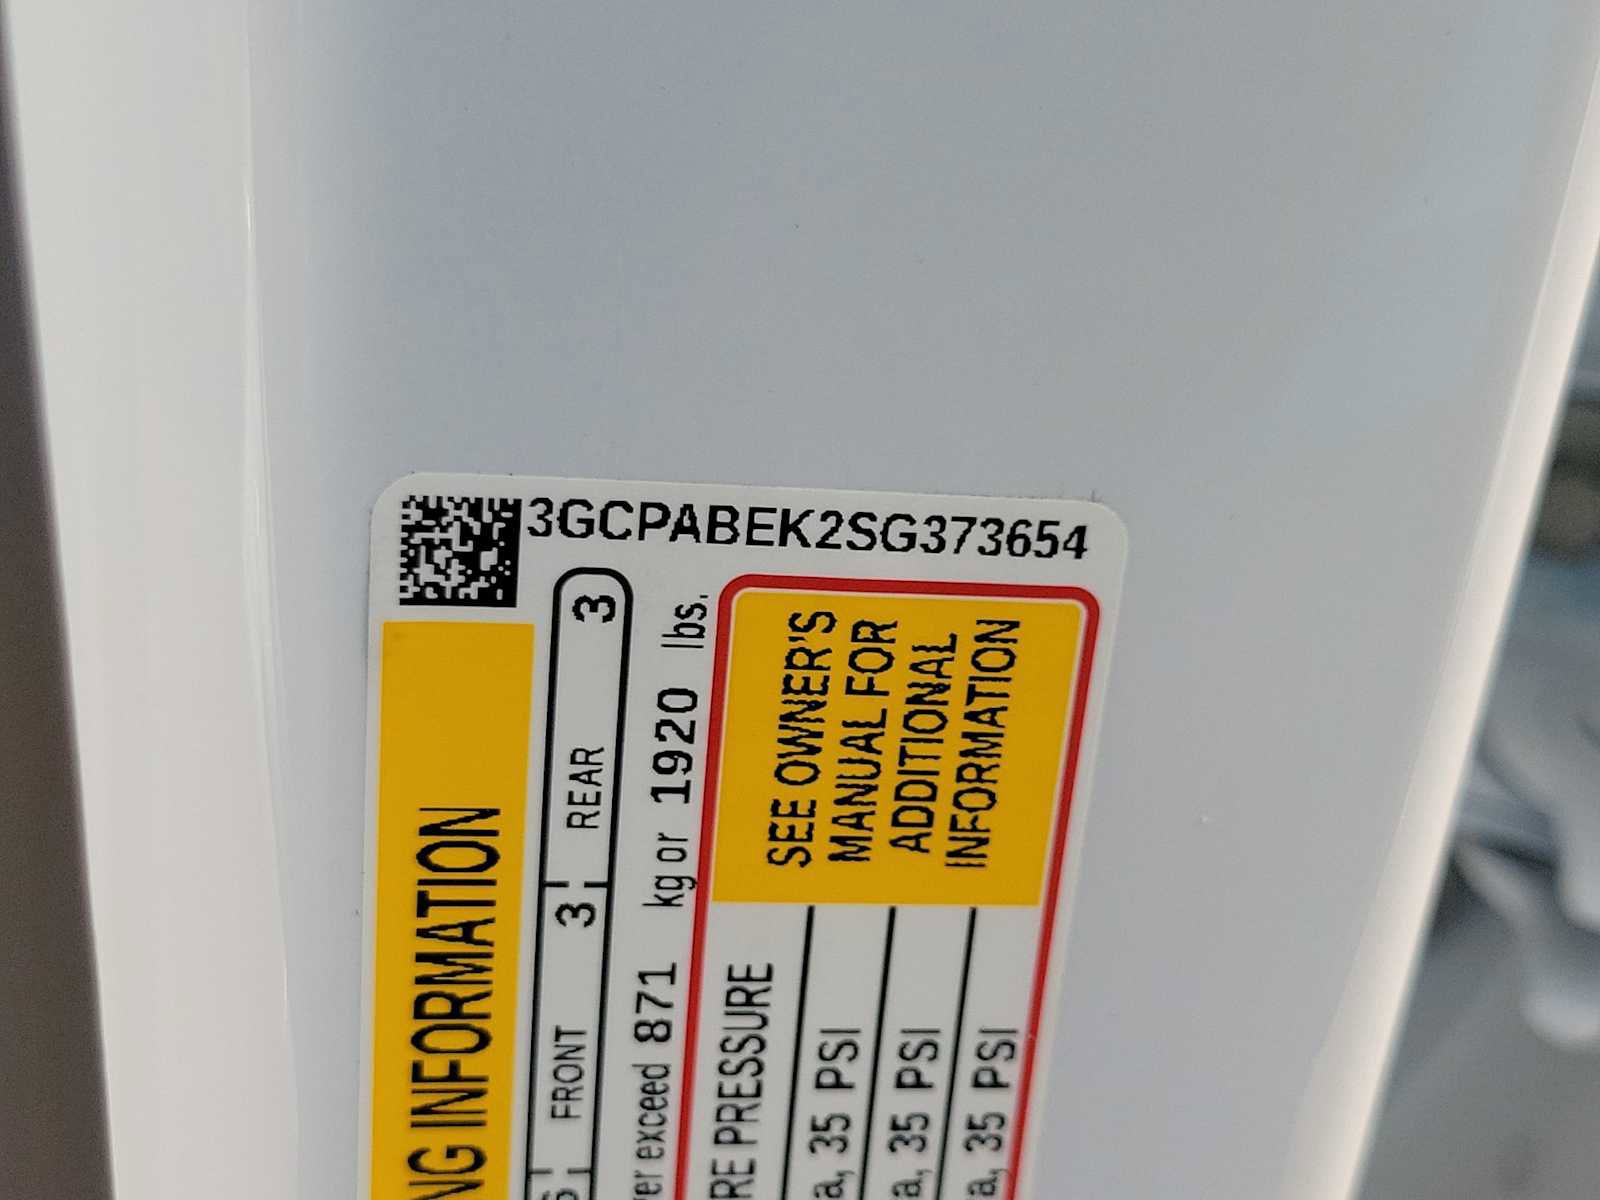 3GCPABEK2SG373654
NG INFORMATION
FRONT 3 REAR 3
exceed 871 kg or 1920 lbs.
RE PRESSURE
SEE OWNER'S
MANUAL FOR
ADDITIONAL
INFORMATION
a, 35 PSI
a, 35 PSI
a, 35 PSI